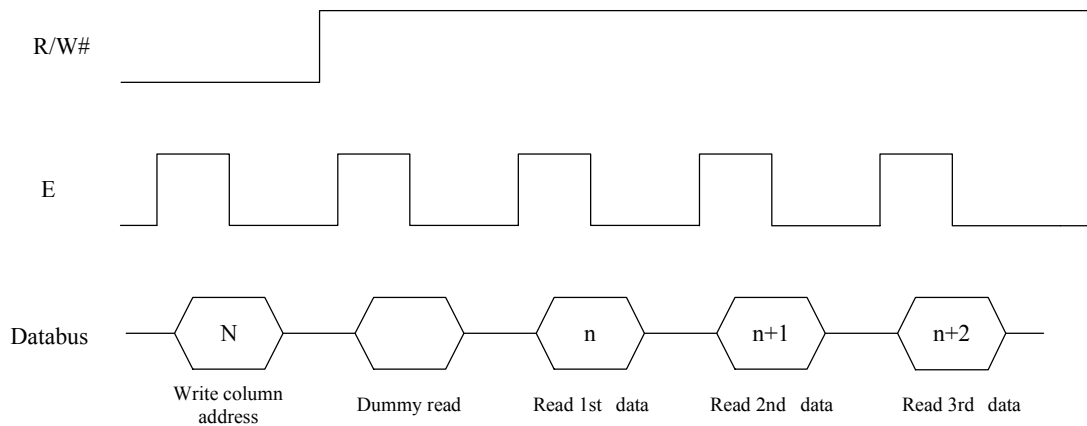 R/W#
E
Databus
N
n
n+1
n+2
Write column
address
Dummy read
Read 1st data
Read 2nd data
Read 3rd data